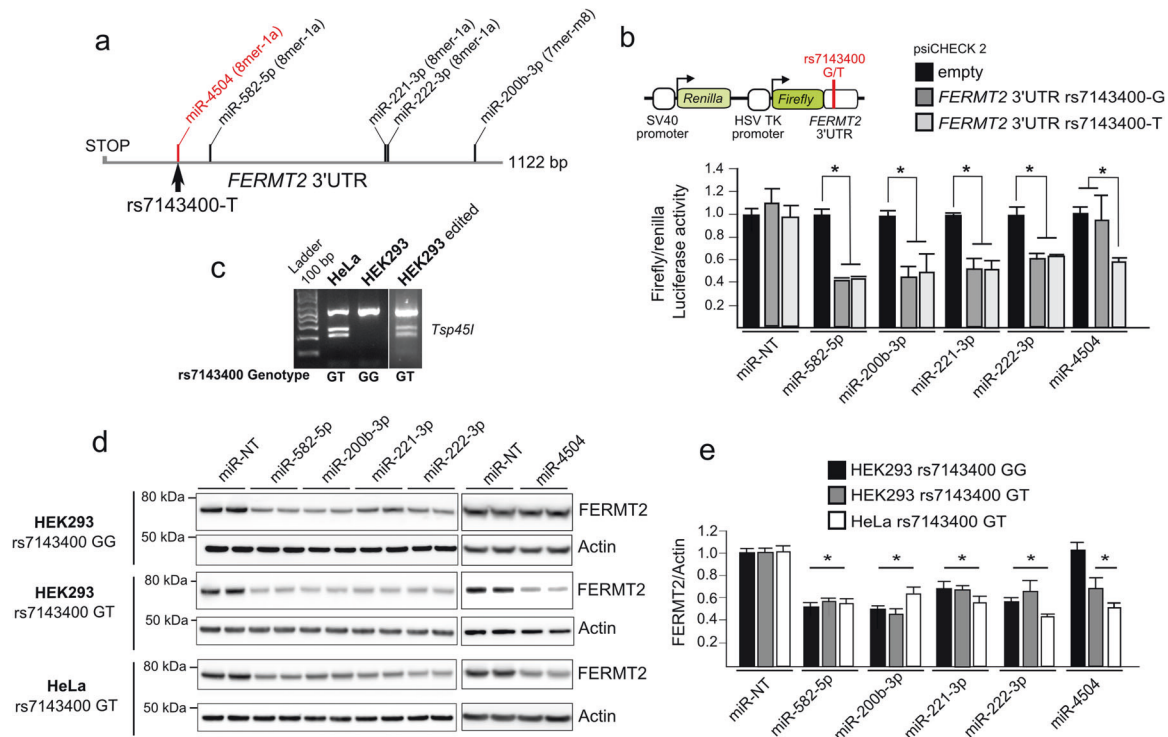 a
miR-4504 (8mer-1a)
miR-582-5p (8mer-1a)
miR-221-3p (8mer-1a)
miR-222-3p (8mer-1a)
miR-200b-3p (7mer-m8)
STOP
1122 bp
FERMT2 3'UTR
rs7143400-T
b
psiCHECK 2
rs7143400
G/T
empty
FERMT2 3'UTR rs7143400-G
FERMT2 3'UTR rs7143400-T
Renilla
Firefly
SV40
promoter
HSV TK
promoter
FERMT2
3'UTR
Firefly/renilla
Luciferase activity
1.4
1.2
1.0
0.8
0.6
0.4
0.2
*
*
*
*
*
miR-NT
miR-582-5p
miR-200b-3p
miR-221-3p
miR-222-3p
miR-4504
c
Ladder
100 bp
HeLa
HEK293
HEK293 edited
Tsp45I
rs7143400 Genotype
GT
GG
GT
d
miR-NT
miR-582-5p
miR-200b-3p
miR-221-3p
miR-222-3p
miR-NT
miR-4504
HEK293
rs7143400 GG
80 kDa
FERMT2
50 kDa
Actin
HEK293
rs7143400 GT
80 kDa
FERMT2
50 kDa
Actin
HeLa
rs7143400 GT
80 kDa
FERMT2
50 kDa
Actin
e
HEK293 rs7143400 GG
HEK293 rs7143400 GT
HeLa rs7143400 GT
FERMT2/Actin
1.2
1.0
0.8
0.6
0.4
0.2
*
*
*
*
*
miR-NT
miR-582-5p
miR-200b-3p
miR-221-3p
miR-222-3p
miR-4504